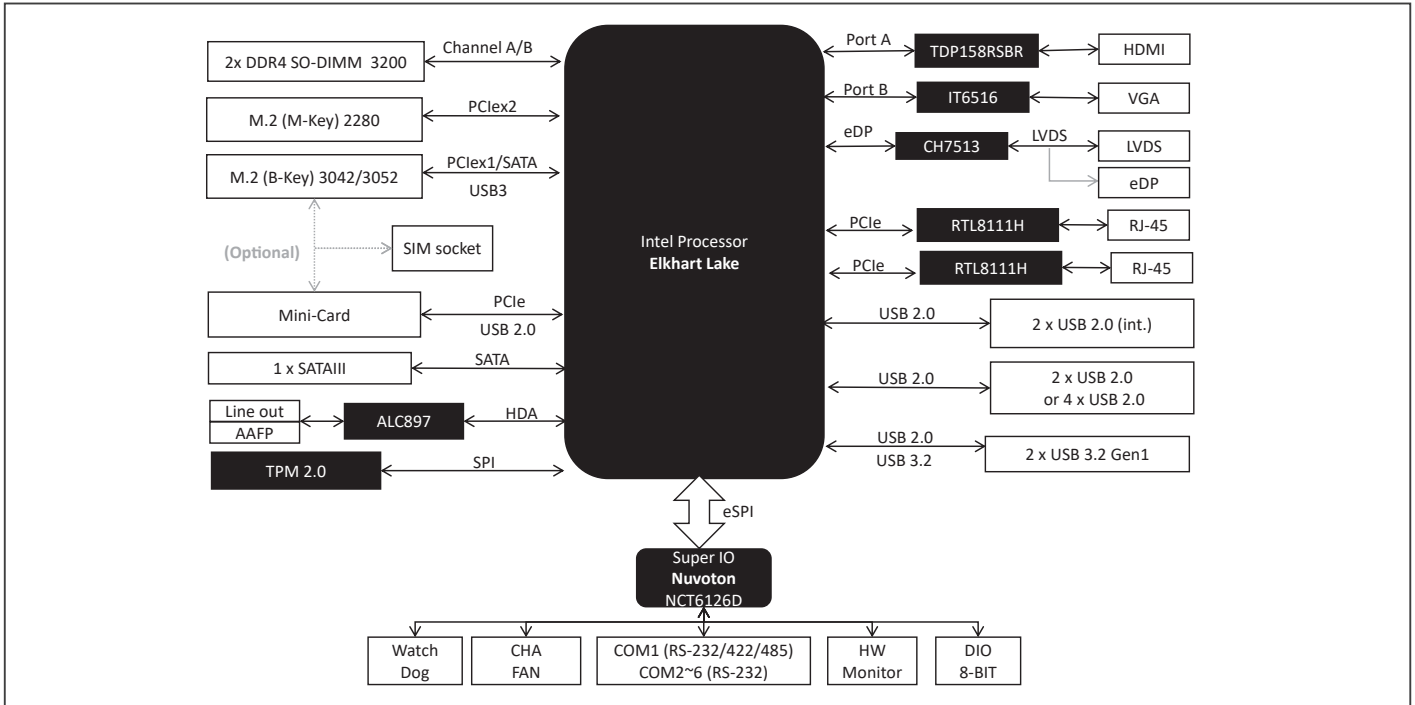 2x DDR4 SO-DIMM 3200
Channel A/B
M.2 (M-Key) 2280
PCIex2
M.2 (B-Key) 3042/3052
PCIex1/SATA
USB3
(Optional)
SIM socket
Mini-Card
PCIe
USB 2.0
1 x SATAIII
SATA
Line out
AAFP
ALC897
HDA
TPM 2.0
SPI
Intel Processor
Elkhart Lake
Port A
TDP158RSBR
HDMI
Port B
IT6516
VGA
eDP
CH7513
LVDS
LVDS
eDP
PCIe
RTL8111H
RJ-45
PCIe
RTL8111H
RJ-45
USB 2.0
2 x USB 2.0 (int.)
USB 2.0
2 x USB 2.0
or 4 x USB 2.0
USB 2.0
USB 3.2
2 x USB 3.2 Gen1
eSPI
Super IO
Nuvoton
NCT6126D
Watch
Dog
CHA
FAN
COM1 (RS-232/422/485)
COM2~6 (RS-232)
HW
Monitor
DIO
8-BIT